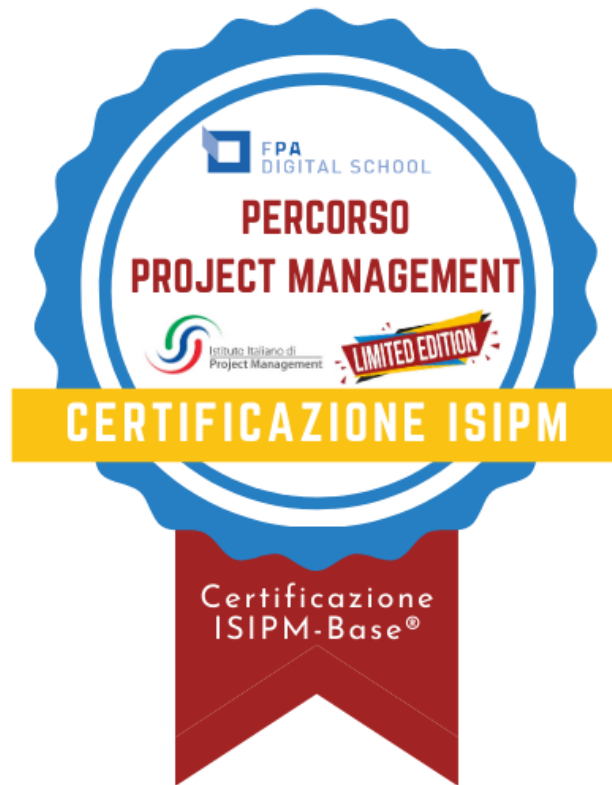 FPA
DIGITAL SCHOOL
PERCORSO
PROJECT MANAGEMENT
Istituto Italiano di
Project Management
LIMITED EDITION
CERTIFICAZIONE ISIPM
Certificazione
ISIPM-Base®